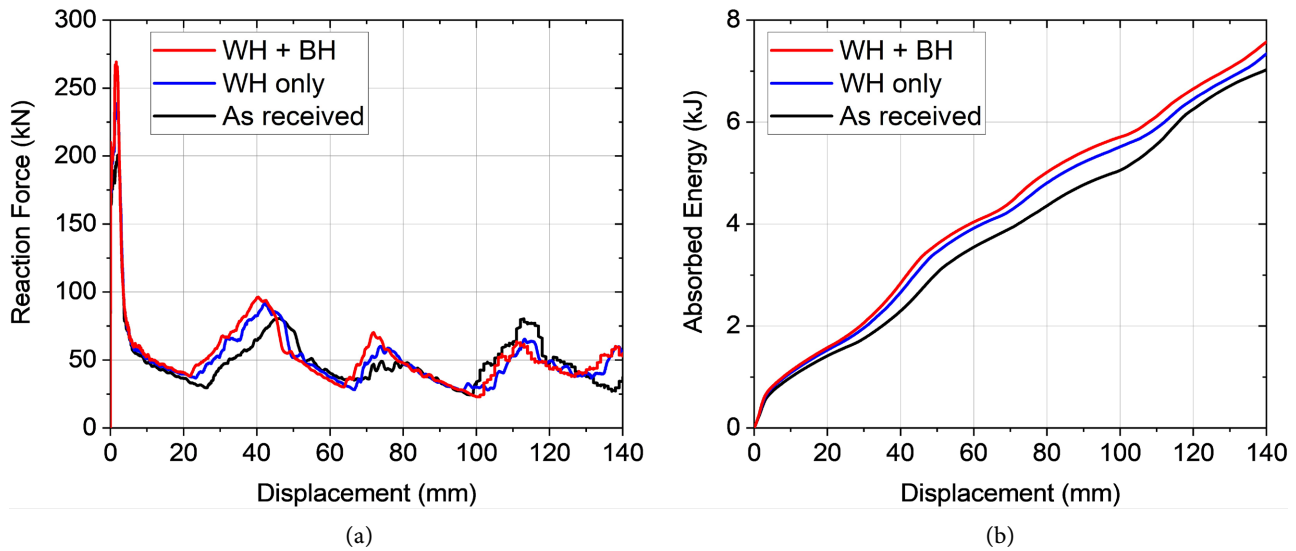 300
250
200
150
100
50
0
Reaction Force (kN)
WH + BH
WH only
As received
0 20 40 60 80 100 120 140
Displacement (mm)
(a)
8
6
4
2
0
Absorbed Energy (kJ)
WH + BH
WH only
As received
0 20 40 60 80 100 120 140
Displacement (mm)
(b)